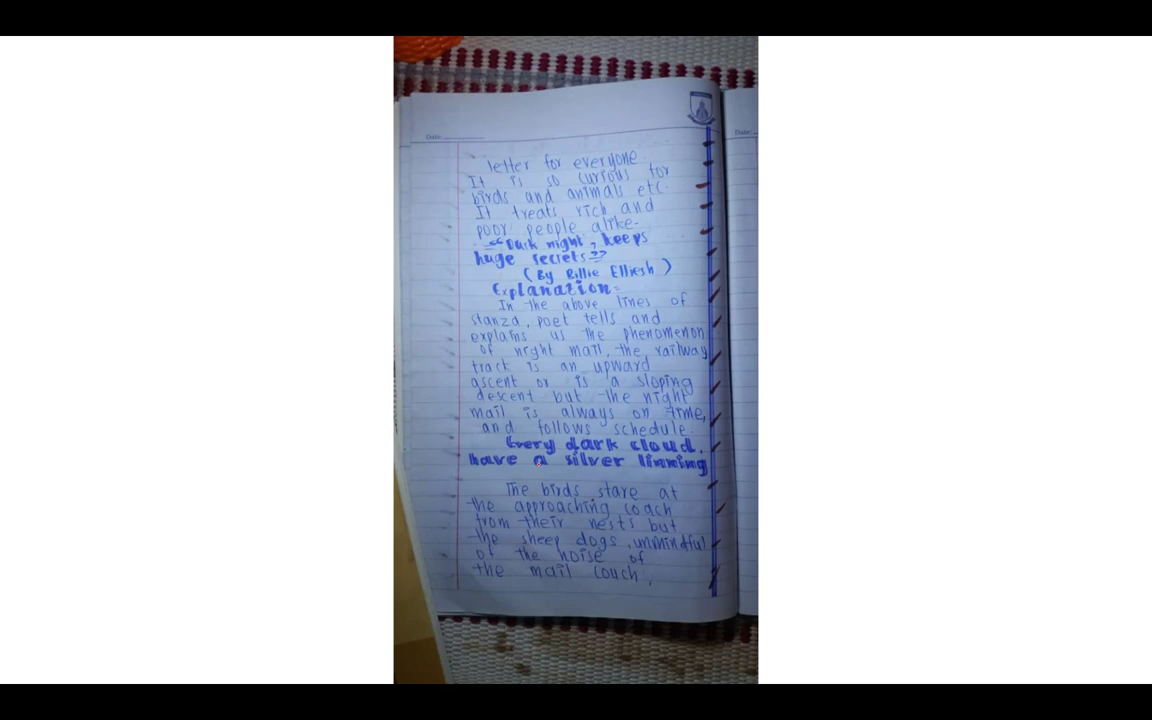 Date:
Date:
letter for everyone.
It is so curious for
birds and animals etc.
It treats rich and
poor people alike.
"Dark night, keeps
huge secrets"
(By Billie Elliesh)
Explanation:
In the above lines of
stanza, poet tells and
explains us the phenomenon
of night mail, the railway
track is an upward
ascent or is a sloping
descent but the night
mail is always on time,
and follows schedule.
Every dark cloud.
have a silver linming
The birds stare at
the approaching coach
from their nests but
the sheep dogs, unmindful
of the noise of
the mail couch,